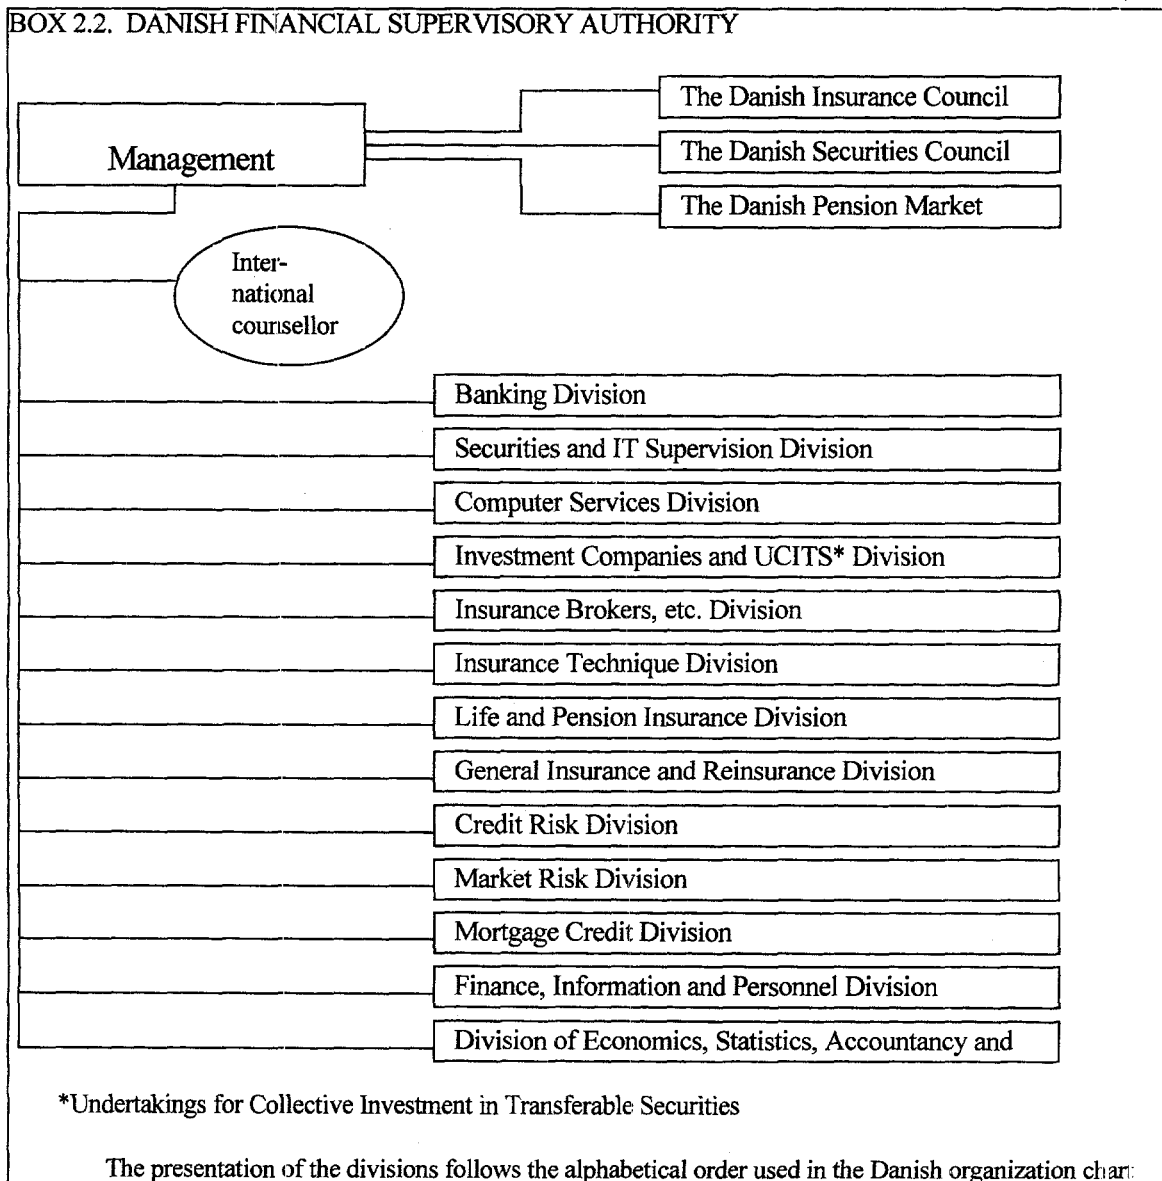 BOX 2.2. DANISH FINANCIAL SUPERVISORY AUTHORITY
The Danish Insurance Council
Management
The Danish Securities Council
The Danish Pension Market
Inter-
national
counsellor
Banking Division
Securities and IT Supervision Division
Computer Services Division
Investment Companies and UCITS* Division
Insurance Brokers, etc. Division
Insurance Technique Division
Life and Pension Insurance Division
General Insurance and Reinsurance Division
Credit Risk Division
Market Risk Division
Mortgage Credit Division
Finance, Information and Personnel Division
Division of Economics, Statistics, Accountancy and
*Undertakings for Collective Investment in Transferable Securities
The presentation of the divisions follows the alphabetical order used in the Danish organization chart